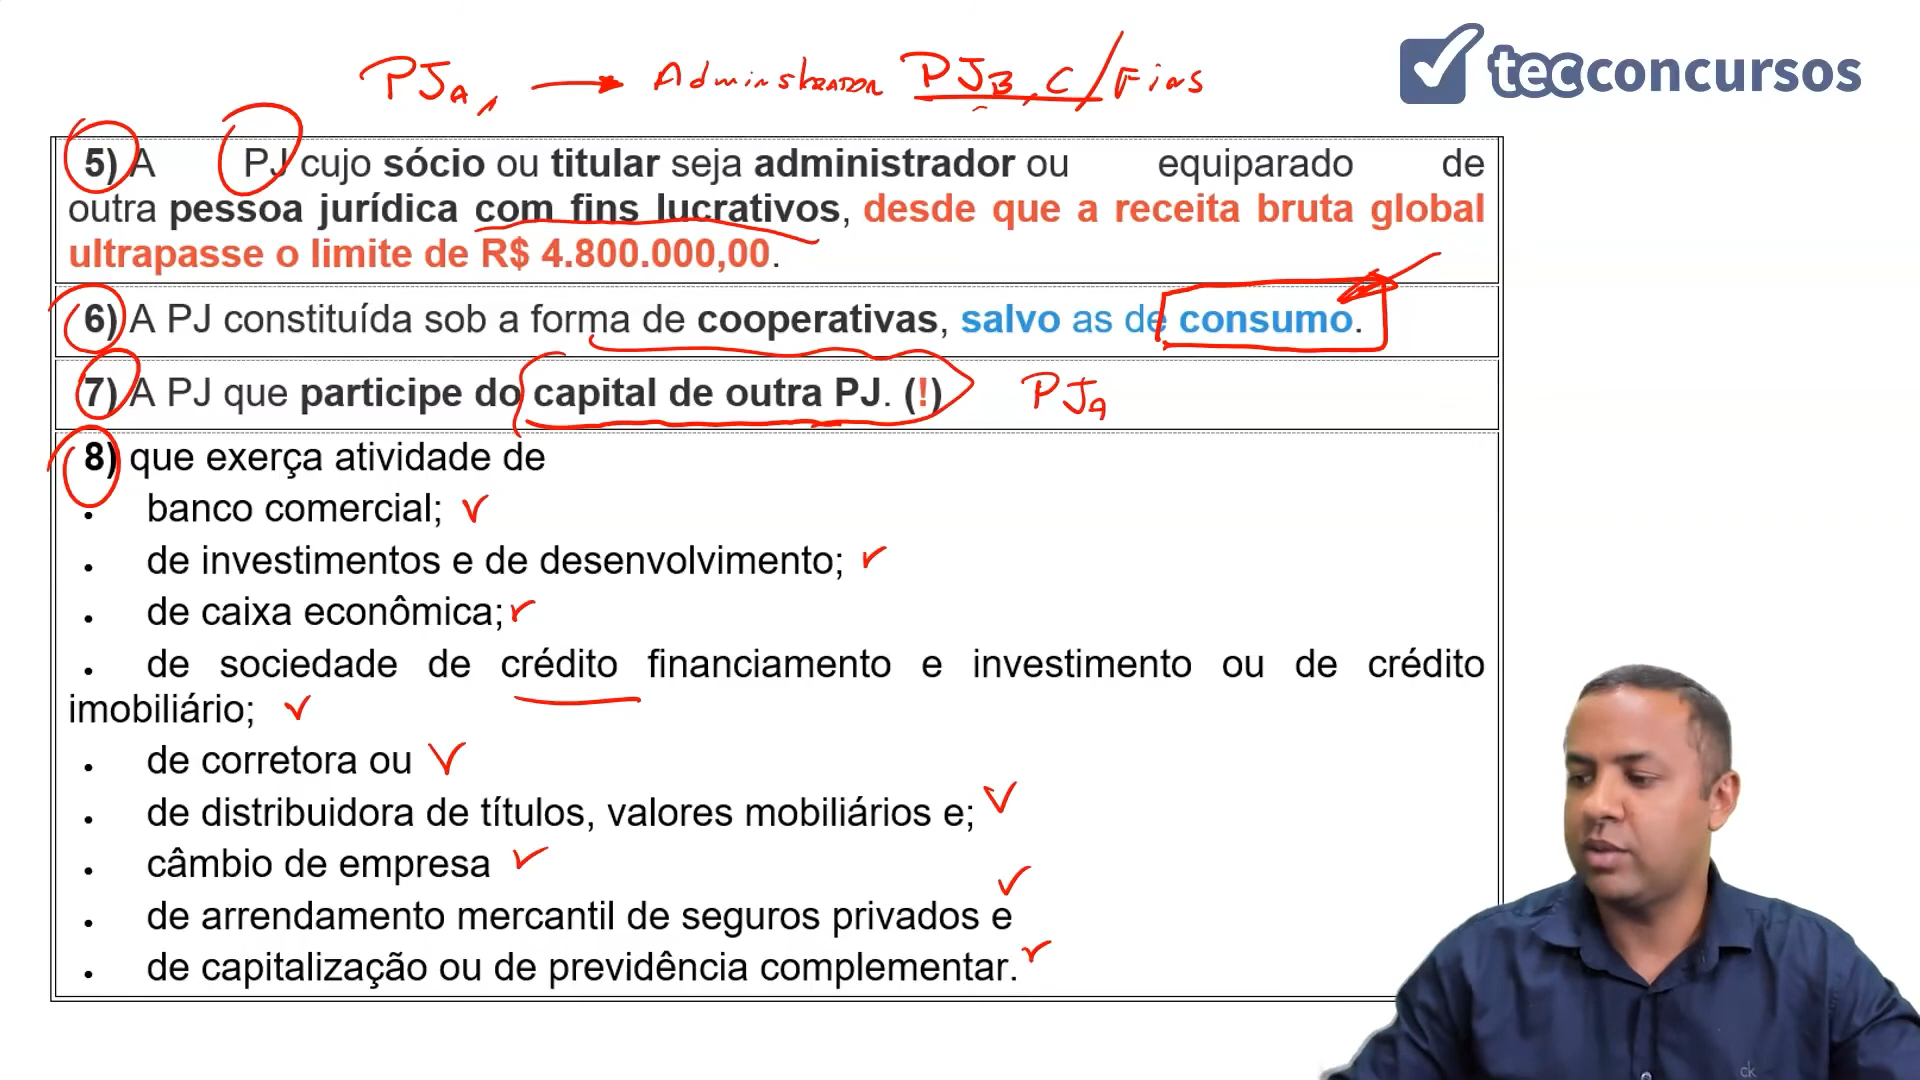 tecconcursos
PJA, → Administrador PJB, C/Fins
5) A PJ cujo sócio ou titular seja administrador ou equiparado de
outra pessoa jurídica com fins lucrativos, desde que a receita bruta global
ultrapasse o limite de R$ 4.800.000,00.
6) A PJ constituída sob a forma de cooperativas, salvo as de consumo.
7) A PJ que participe do capital de outra PJ. (!) PJA
8) que exerça atividade de
• banco comercial;
• de investimentos e de desenvolvimento;
• de caixa econômica;
• de sociedade de crédito financiamento e investimento ou de crédito
imobiliário;
• de corretora ou
• de distribuidora de títulos, valores mobiliários e;
• câmbio de empresa
• de arrendamento mercantil de seguros privados e
• de capitalização ou de previdência complementar.
ck